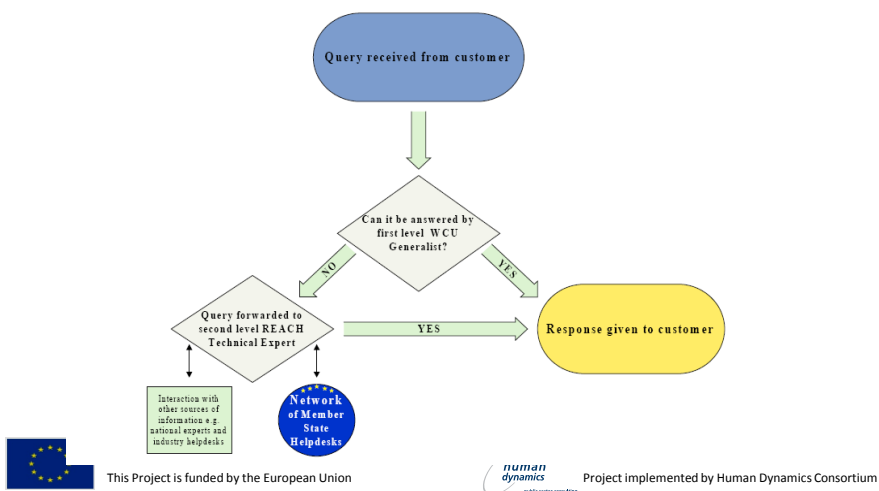 Query received from customer
Can it be answered by
first level WCU
Generalist?
NO
YES
Query forwarded to
second level REACH
Technical Expert
YES
Response given to customer
Interaction with
other sources of
information e.g.
national experts and
industry helpdesks
Network
of Member
State
Helpdesks
This Project is funded by the European Union
human
dynamics
Project implemented by Human Dynamics Consortium